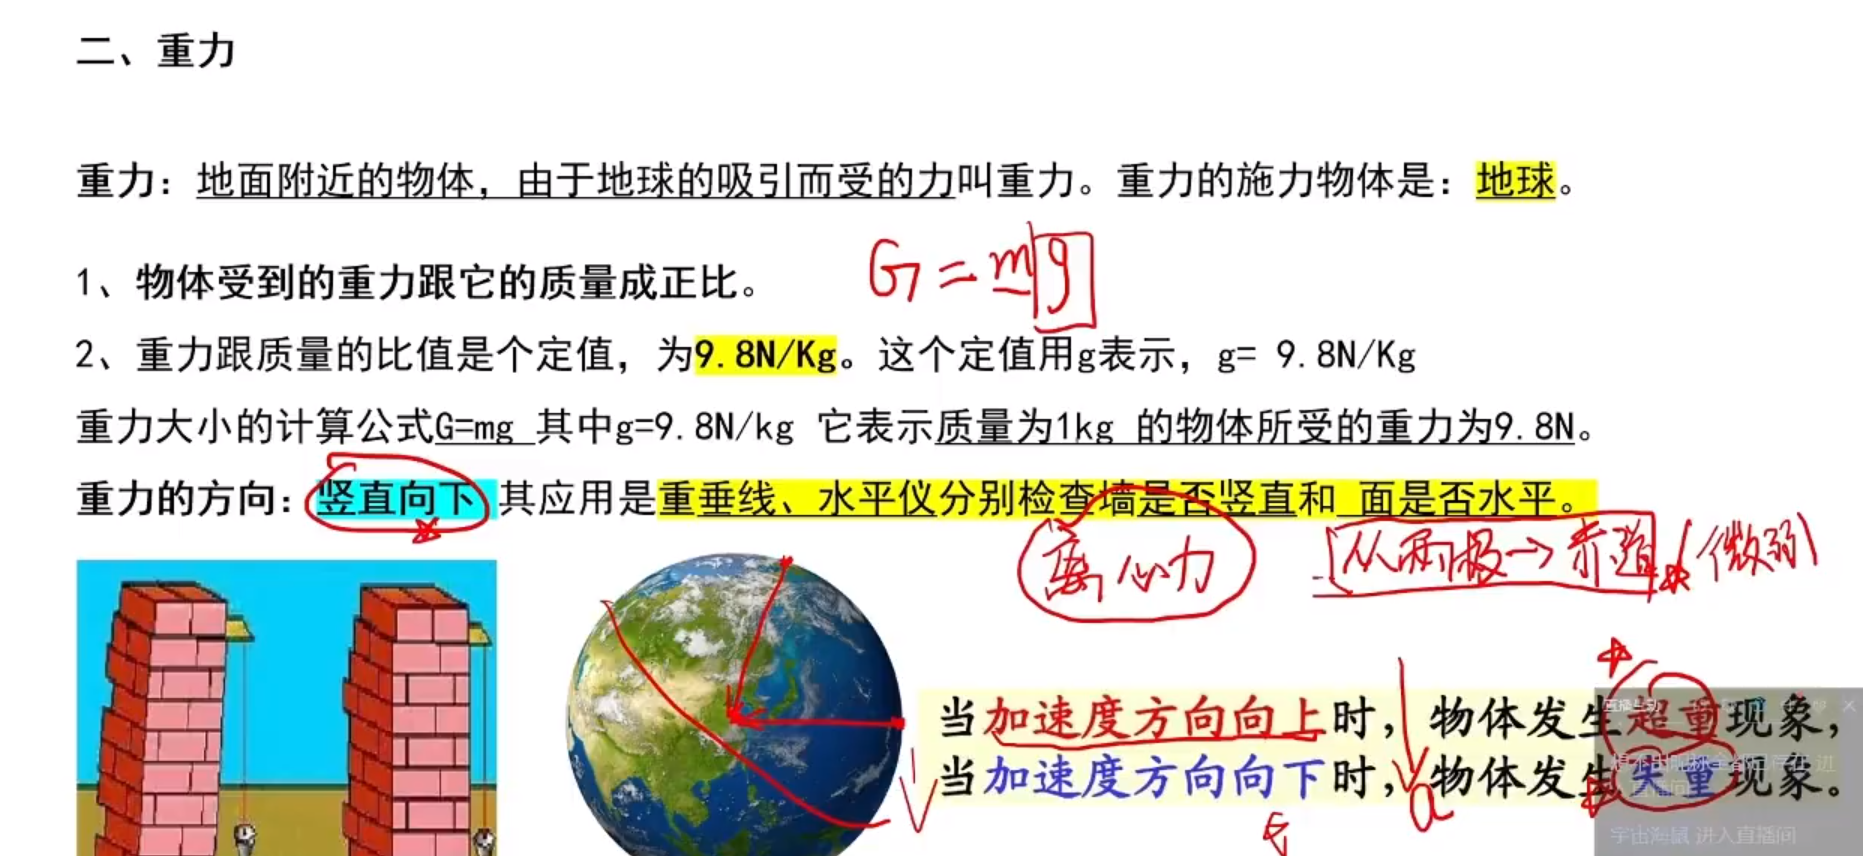 二、重力
重力：地面附近的物体，由于地球的吸引而受的力叫重力。重力的施力物体是：地球。
G=mg
1、物体受到的重力跟它的质量成正比。
2、重力跟质量的比值是个定值，为9.8N/Kg。这个定值用g表示，g= 9.8N/Kg
重力大小的计算公式G=mg 其中g=9.8N/kg 它表示质量为1kg 的物体所受的重力为9.8N。
重力的方向：竖直向下 其应用是重垂线、水平仪分别检查墙是否竖直和 面是否水平。
离心力
从两极→赤道 (微弱)
当加速度方向向上时，物体发生超重现象，
当加速度方向向下时，物体发生失重现象。
a
宇宙海鼠 进入直播间